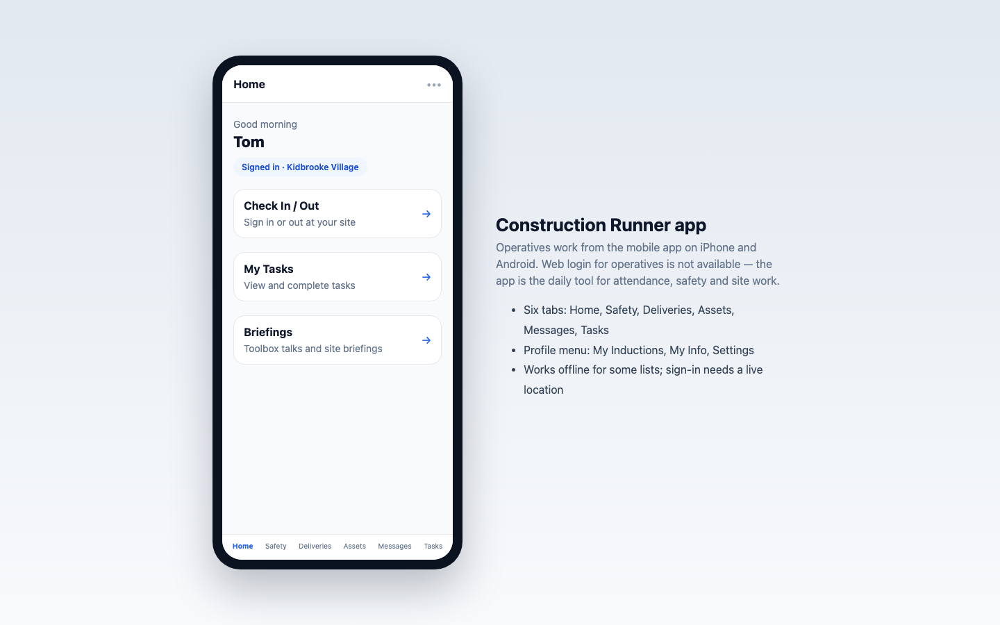 Home
Good morning
Tom
Signed in · Kidbrooke Village
Check In / Out
Sign in or out at your site
My Tasks
View and complete tasks
Briefings
Toolbox talks and site briefings
Home Safety Deliveries Assets Messages Tasks
Construction Runner app
Operatives work from the mobile app on iPhone and
Android. Web login for operatives is not available — the
app is the daily tool for attendance, safety and site work.
• Six tabs: Home, Safety, Deliveries, Assets,
Messages, Tasks
• Profile menu: My Inductions, My Info, Settings
• Works offline for some lists; sign-in needs a live
location